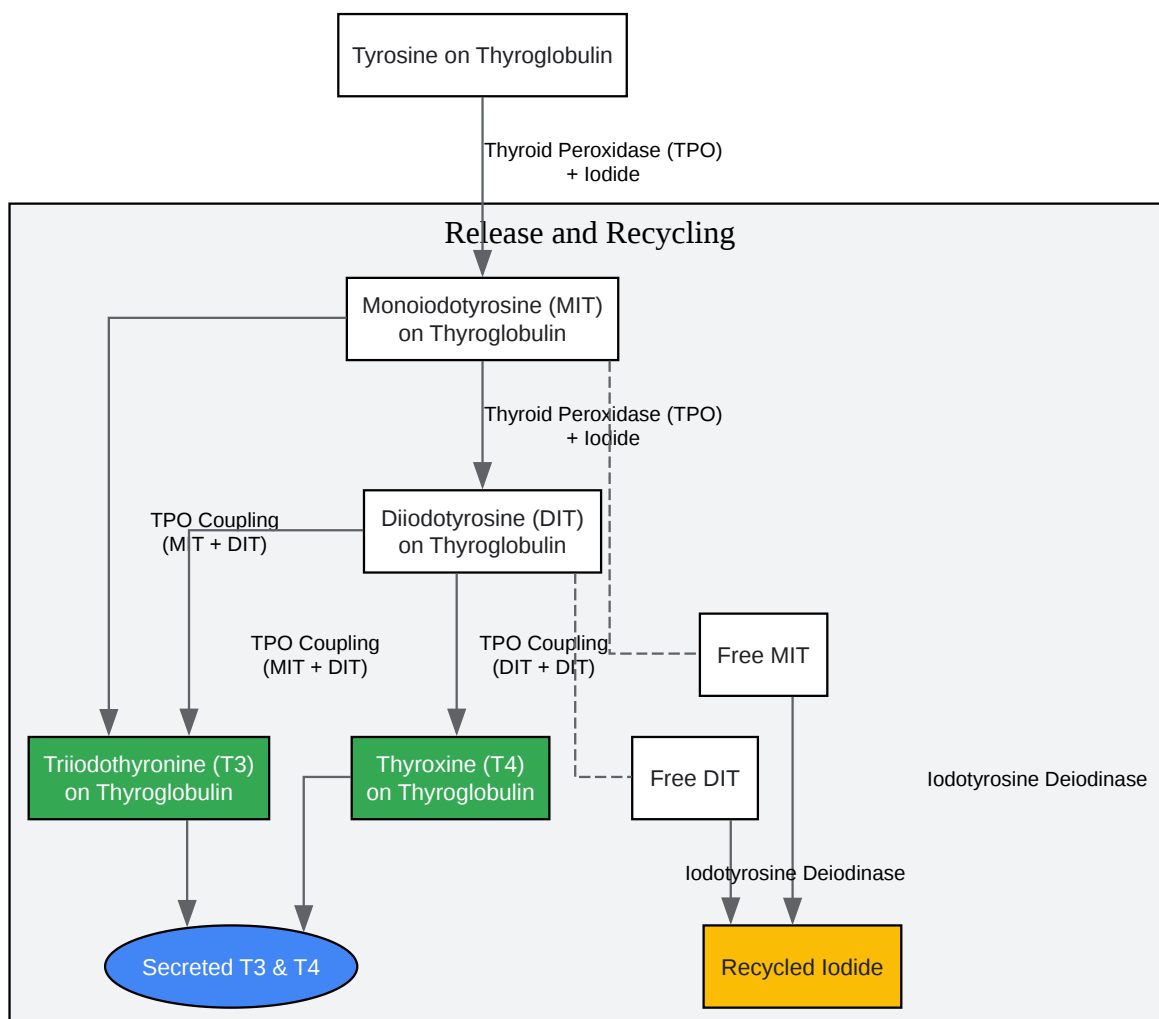 Tyrosine on Thyroglobulin
Thyroid Peroxidase (TPO)
+ Iodide
Release and Recycling
Monoiodotyrosine (MIT)
on Thyroglobulin
Thyroid Peroxidase (TPO)
+ Iodide
TPO Coupling
(MIT + DIT)
Diiodotyrosine (DIT)
on Thyroglobulin
TPO Coupling
(MIT + DIT)
TPO Coupling
(DIT + DIT)
Free MIT
Triiodothyronine (T3)
on Thyroglobulin
Thyroxine (T4)
on Thyroglobulin
Free DIT
Iodotyrosine Deiodinase
Iodotyrosine Deiodinase
Secreted T3 & T4
Recycled Iodide